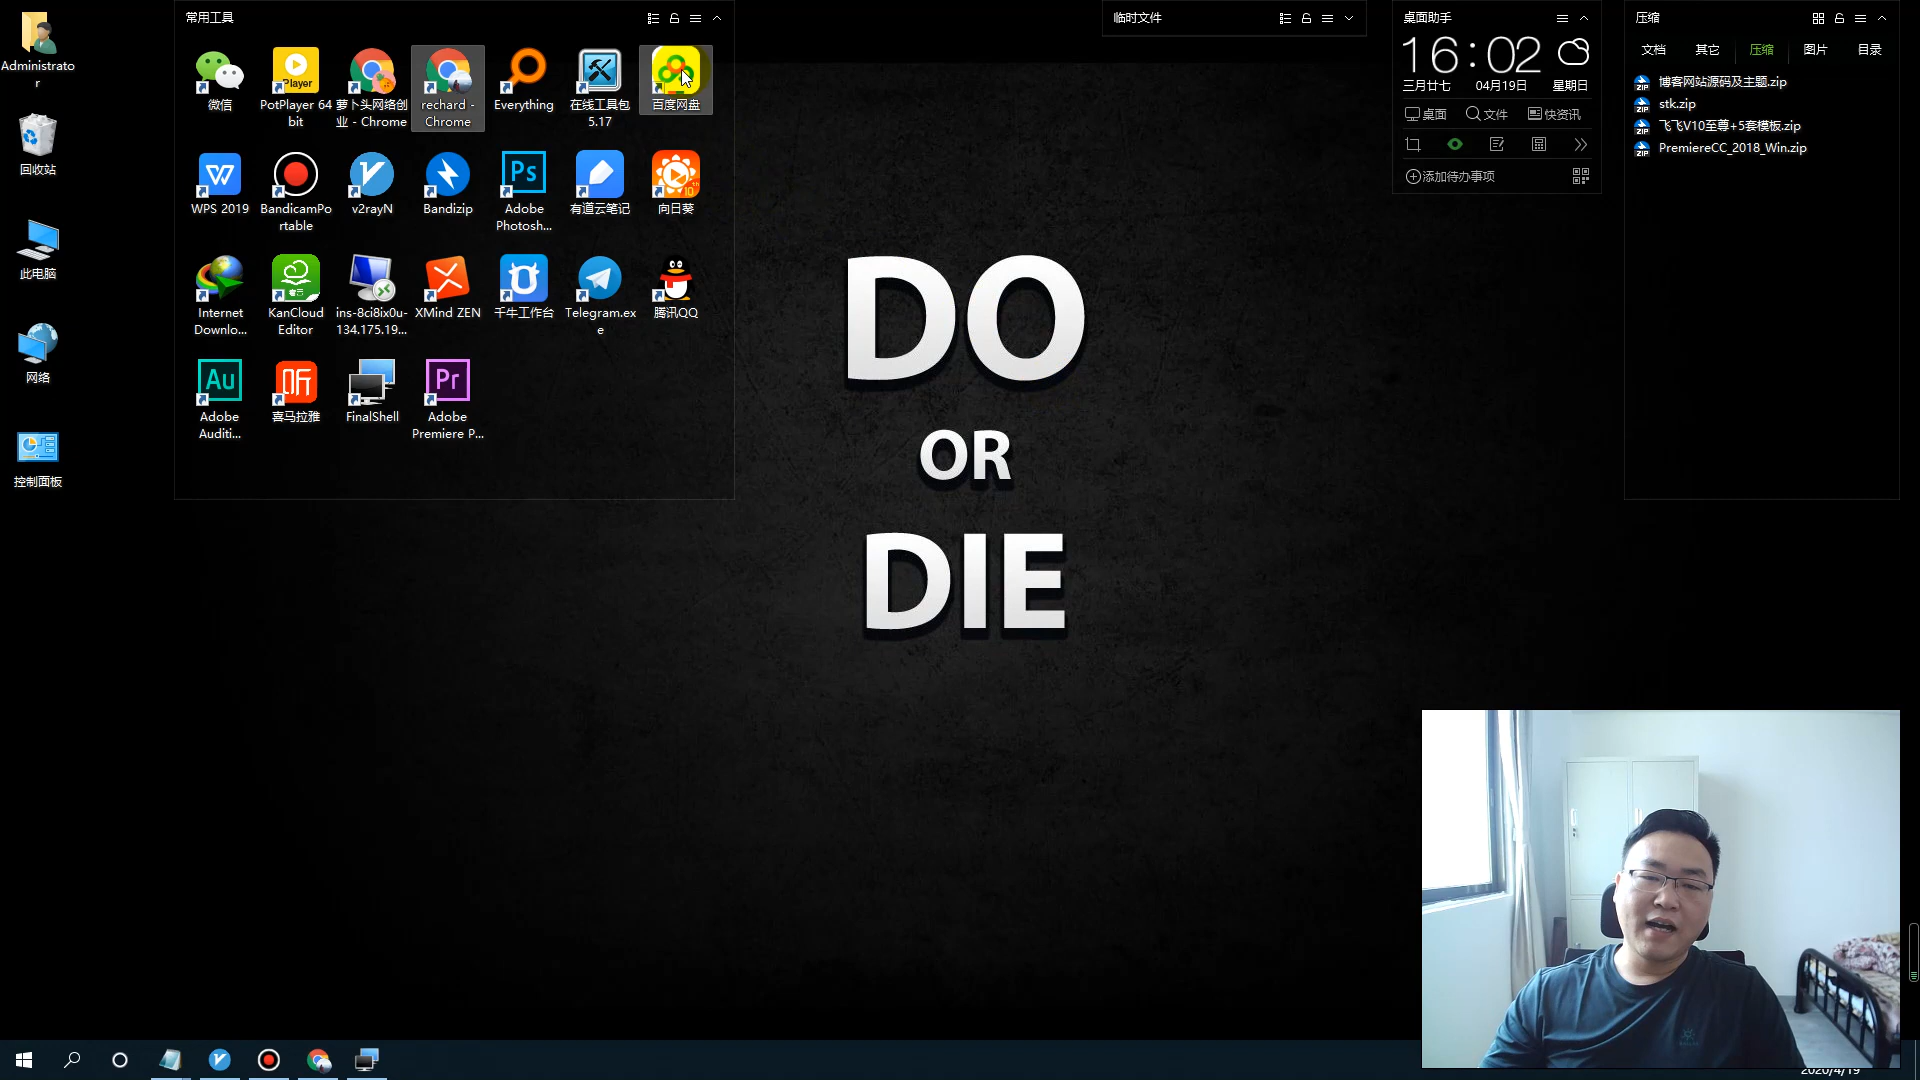 常用工具
临时文件
桌面助手
压缩
Administrato
r
回收站
此电脑
网络
控制面板
微信
PotPlayer 64
bit
萝卜头网络创
业 - Chrome
rechard -
Chrome
Everything
在线工具包
5.17
百度网盘
WPS 2019
BandicamPo
rtable
v2rayN
Bandizip
Adobe
Photosh...
有道云笔记
向日葵
Internet
Downlo...
KanCloud
Editor
ins-8ci8ix0u-
134.175.19...
XMind ZEN
千牛工作台
Telegram.ex
e
腾讯QQ
Adobe
Auditi...
喜马拉雅
FinalShell
Adobe
Premiere P...
DO
OR
DIE
16:02
三月廿七 04月19日 星期日
桌面 文件 快资讯
添加待办事项
文档 其它 压缩 图片 目录
博客网站源码及主题.zip
stk.zip
飞飞V10至尊+5套模板.zip
PremiereCC_2018_Win.zip
2020/4/19